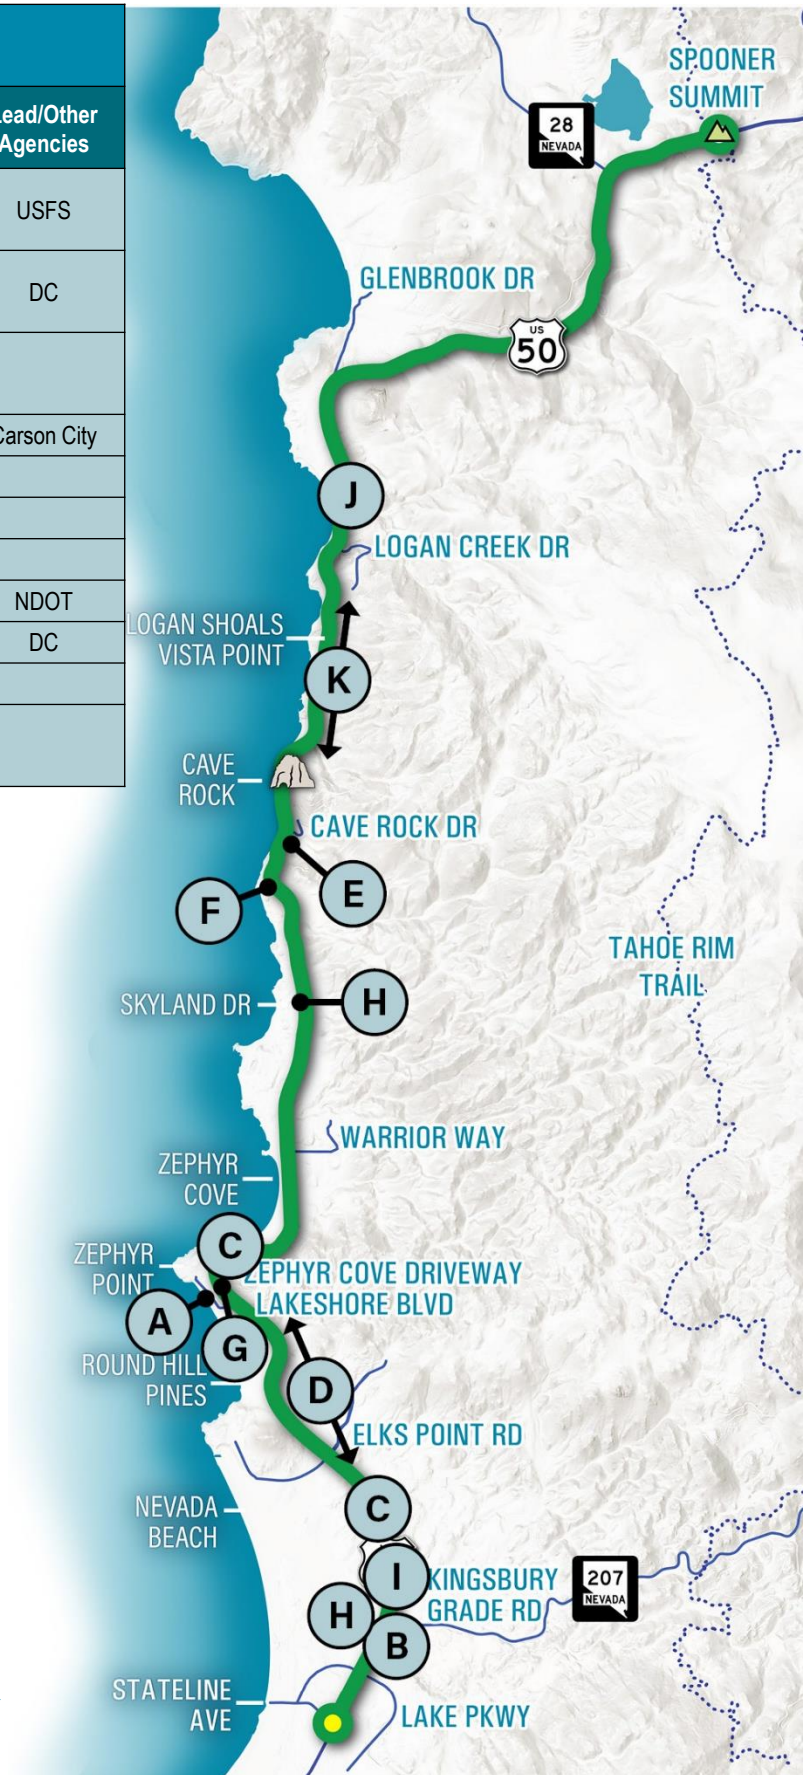 Lead/Other
Agencies
USFS
DC
Carson City
NDOT
DC
SPOONER
SUMMIT
28
NEVADA
GLENBROOK DR
US
50
J
LOGAN CREEK DR
LOGAN SHOALS
VISTA POINT
K
CAVE
ROCK
CAVE ROCK DR
E
F
TAHOE RIM
TRAIL
SKYLAND DR
H
WARRIOR WAY
ZEPHYR
COVE
C
ZEPHYR
POINT
ZEPHYR COVE DRIVEWAY
LAKESHORE BLVD
A
G
ROUND HILL
PINES
D
ELKS POINT RD
C
NEVADA
BEACH
I
KINGSBURY
GRADE RD
207
NEVADA
H
B
STATELINE
AVE
LAKE PKWY